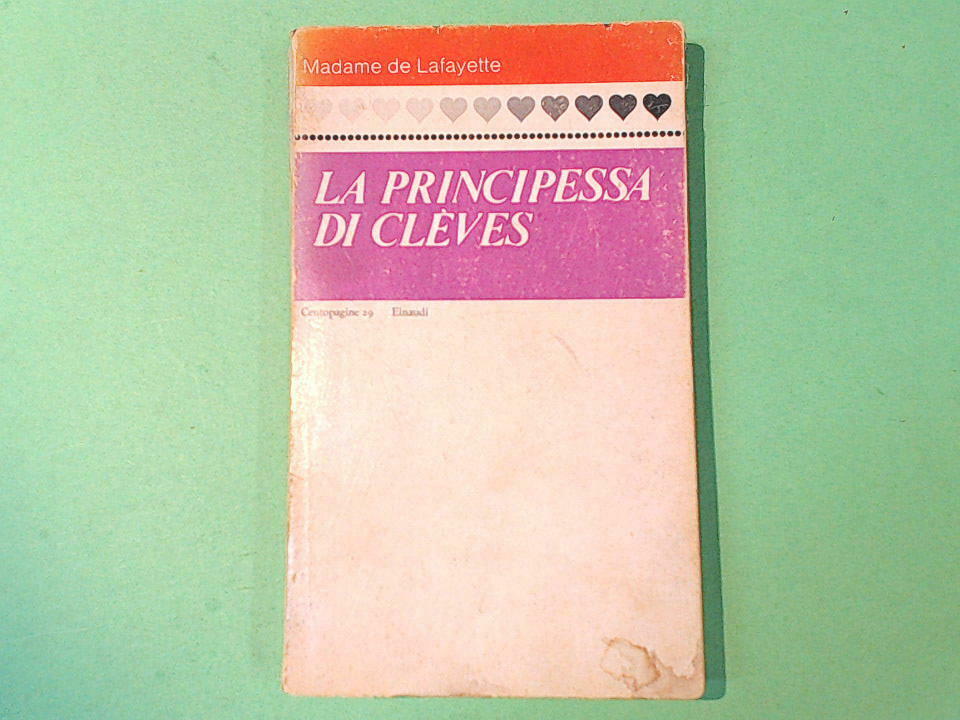 Madame de Lafayette
LA PRINCIPESSA
DI CLÈVES
Centopagine 29 Einaudi